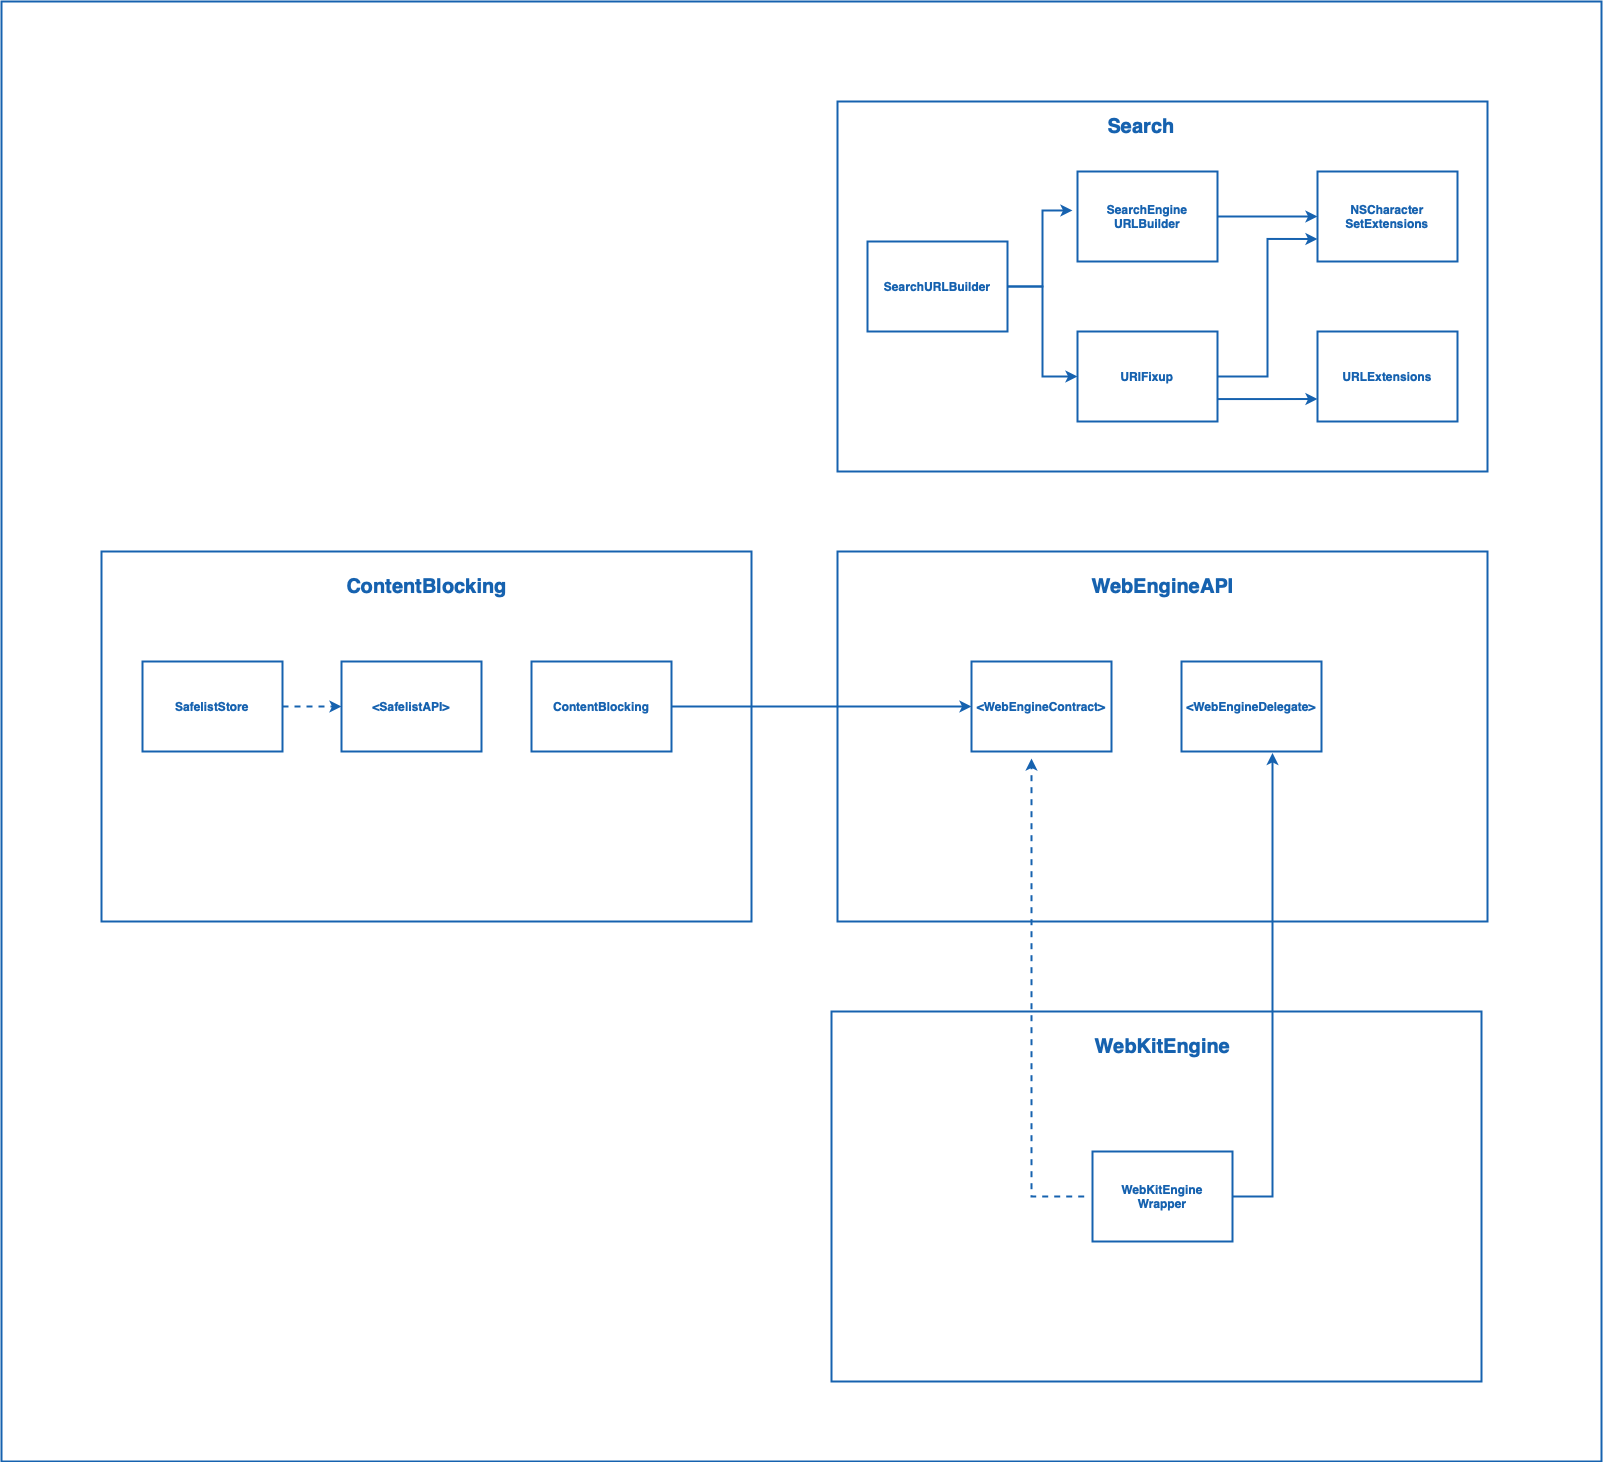 Search
SearchEngine
URLBuilder
NSCharacter
SetExtensions
SearchURLBuilder
URIFixup
URLExtensions
ContentBlocking
SafelistStore
<SafelistAPI>
ContentBlocking
WebEngineAPI
<WebEngineContract>
<WebEngineDelegate>
WebKitEngine
WebKitEngine
Wrapper